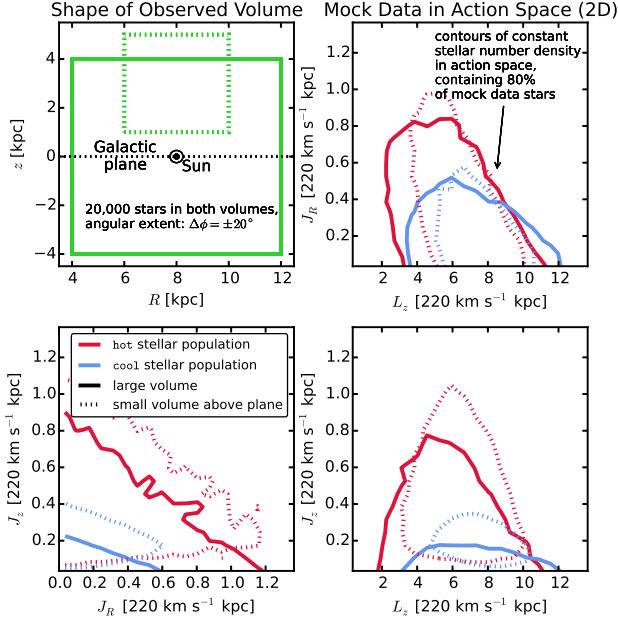 Shape of Observed Volume
4
2
0
−2
−4
z [kpc]
Galactic
plane
Sun
20,000 stars in both volumes,
angular extent: Δϕ = ±20°
4 6 8 10 12
R [kpc]
Mock Data in Action Space (2D)
1.2
1.0
0.8
0.6
0.4
0.2
J_R [220 km s⁻¹ kpc]
contours of constant
stellar number density
in action space,
containing 80%
of mock data stars
2 4 6 8 10 12
L_z [220 km s⁻¹ kpc]
1.2
1.0
0.8
0.6
0.4
0.2
J_z [220 km s⁻¹ kpc]
hot stellar population
cool stellar population
large volume
small volume above plane
0.0 0.2 0.4 0.6 0.8 1.0 1.2
J_R [220 km s⁻¹ kpc]
1.2
1.0
0.8
0.6
0.4
0.2
J_z [220 km s⁻¹ kpc]
2 4 6 8 10 12
L_z [220 km s⁻¹ kpc]